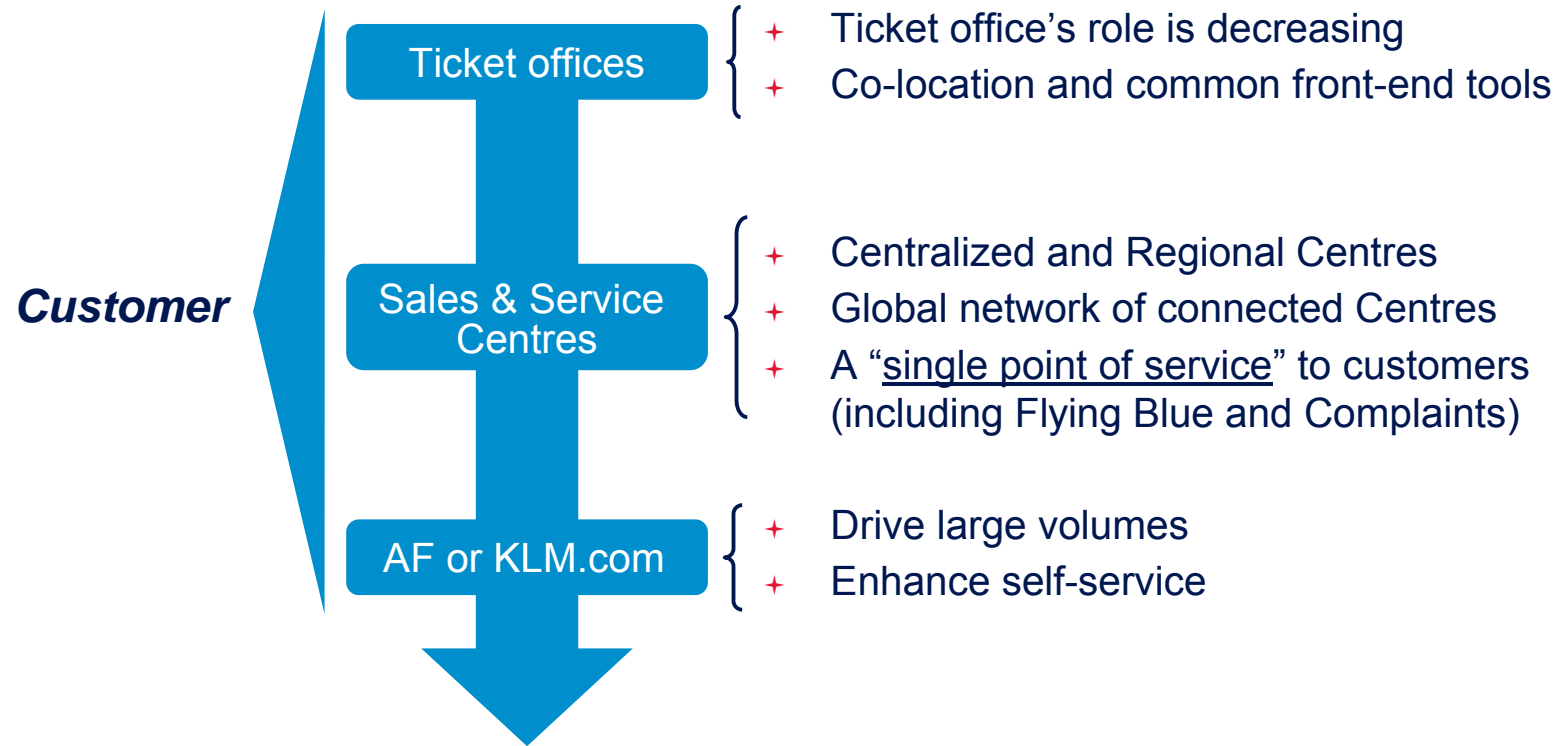 Ticket offices
Ticket office’s role is decreasing
Co-location and common front-end tools
Customer
Sales & Service
Centres
Centralized and Regional Centres
Global network of connected Centres
A “single point of service” to customers
(including Flying Blue and Complaints)
AF or KLM.com
Drive large volumes
Enhance self-service